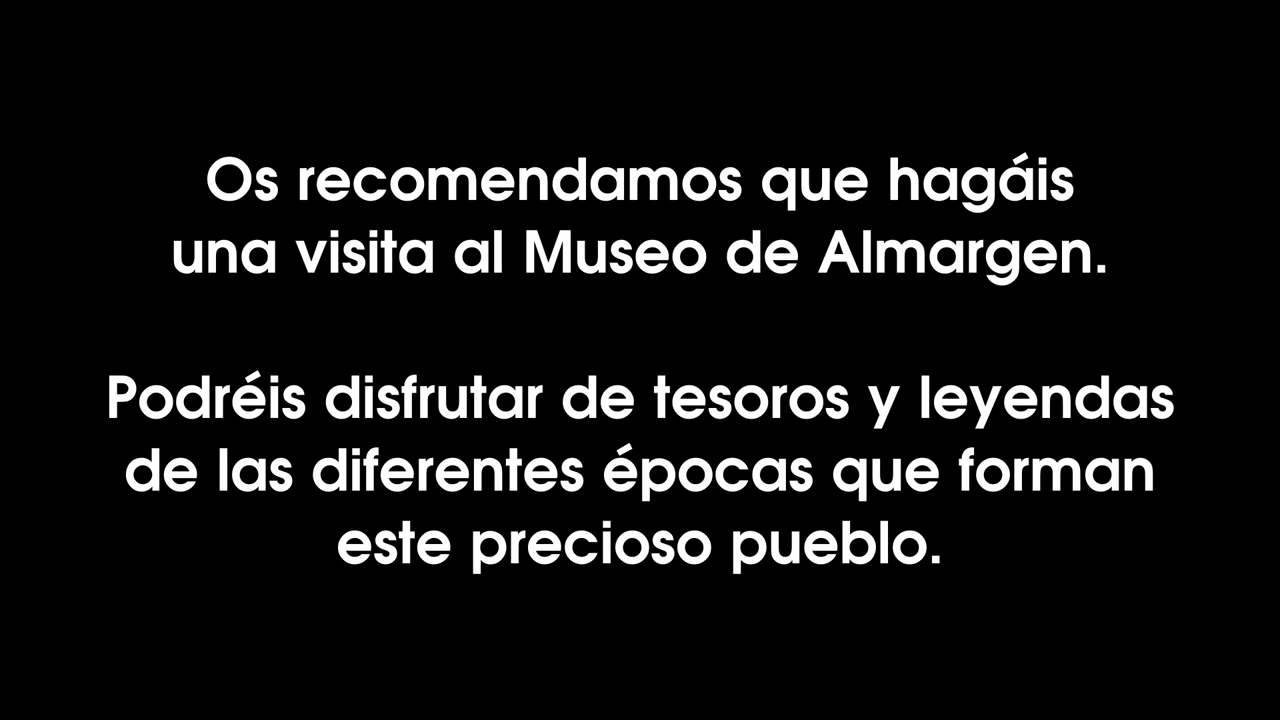 Os recomendamos que hagáis
una visita al Museo de Almargen.
Podréis disfrutar de tesoros y leyendas
de las diferentes épocas que forman
este precioso pueblo.